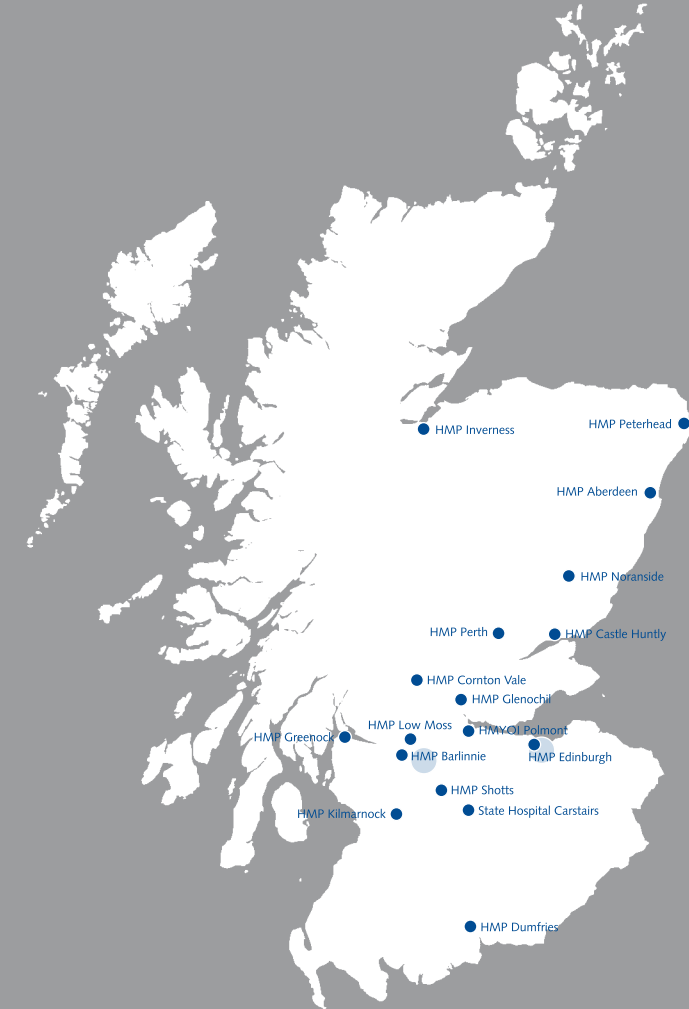 HMP Peterhead
HMP Inverness
HMP Aberdeen
HMP Noranside
HMP Perth
HMP Castle Huntly
HMP Cornton Vale
HMP Glenochil
HMP Low Moss
HMYOI Polmont
HMP Greenock
HMP Barlinnie
HMP Edinburgh
HMP Shotts
State Hospital Carstairs
HMP Kilmarnock
HMP Dumfries